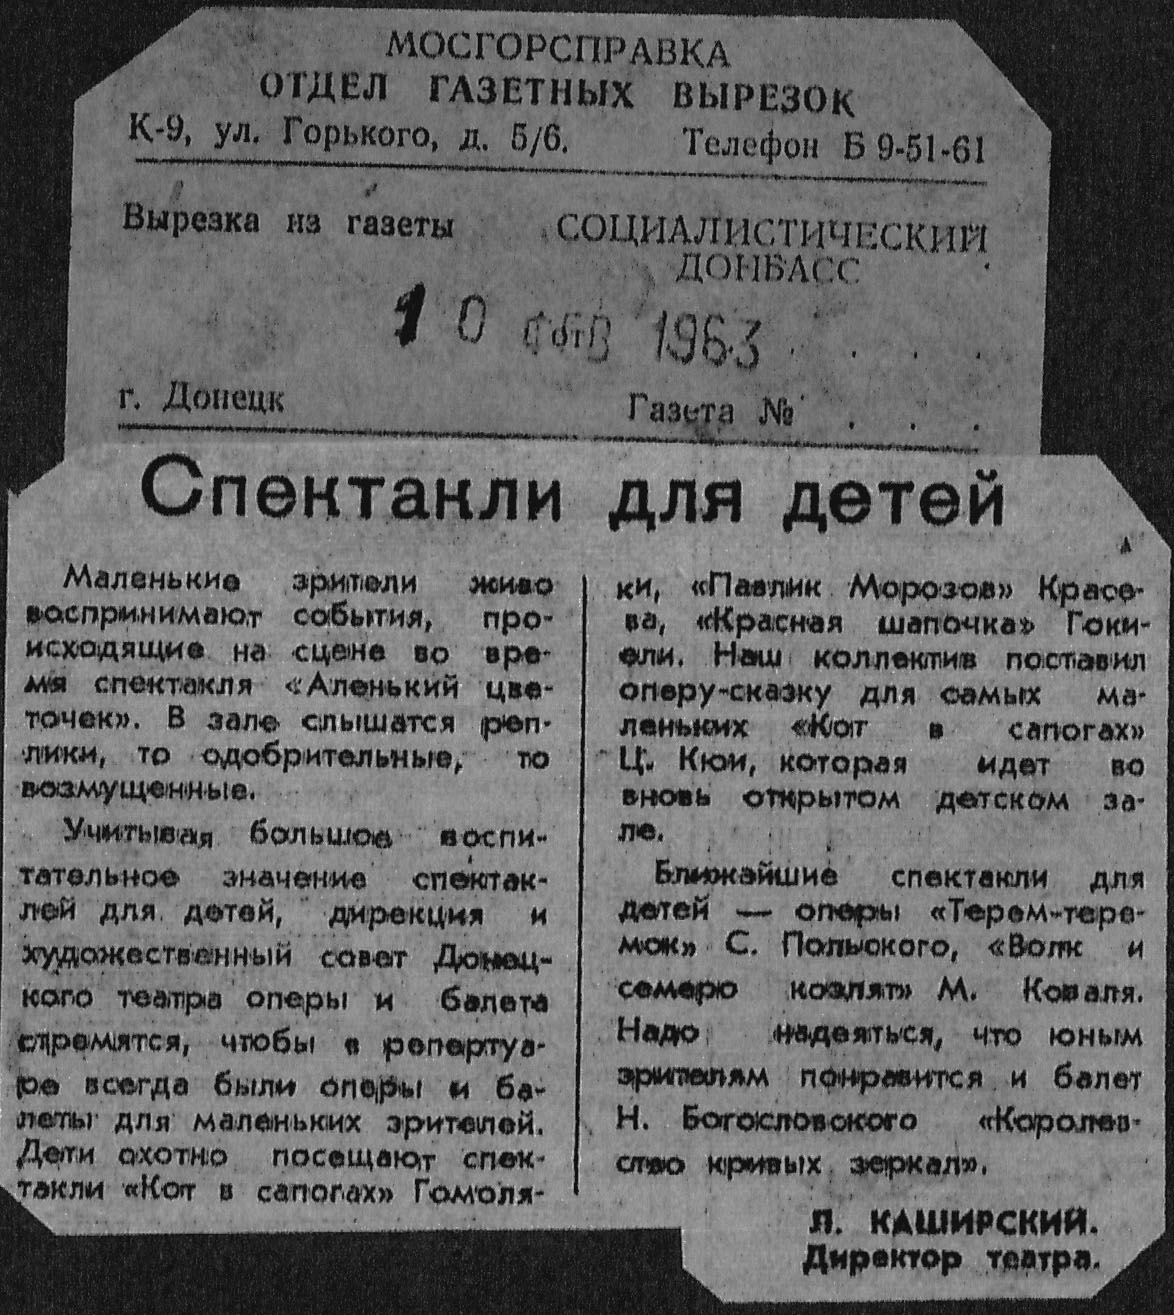 МОСГОРСПРАВКА
ОТДЕЛ ГАЗЕТНЫХ ВЫРЕЗОК
К-9, ул. Горького, д. 5/6. Телефон Б 9-51-61
Вырезка из газеты СОЦИАЛИСТИЧЕСКИЙ
ДОНБАСС
10 1963 . . . .
г. Донецк Газета № . . .
Спектакли для детей
Маленькие зрители живо
воспринимают события, про-
исходящие на сцене во вре-
мя спектакля «Аленький цве-
точек». В зале слышатся реп-
лики, то одобрительные, то
возмущенные.
Учитывая большое воспи-
тательное значение спектак-
лей для детей, дирекция и
художественный совет Донец-
кого театра оперы и балета
стремятся, чтобы в репертуа-
ре всегда были оперы и ба-
леты для маленьких зрителей.
Дети охотно посещают спек-
такли «Кот в сапогах» Гомоля-
ки, «Павлик Морозов» Красе-
ва, «Красная шапочка» Гоки-
ели. Наш коллектив поставил
оперу-сказку для самых ма-
леньких «Кот в сапогах»
Ц. Кюи, которая идет во
вновь открытом детском за-
ле.
Ближайшие спектакли для
детей — оперы «Терем-тере-
мок» С. Польского, «Волк и
семеро козлят» М. Коваля.
Надо надеяться, что юным
зрителям понравится и балет
Н. Богословского «Королев-
ство кривых зеркал».
Л. КАШИРСКИЙ.
Директор театра.